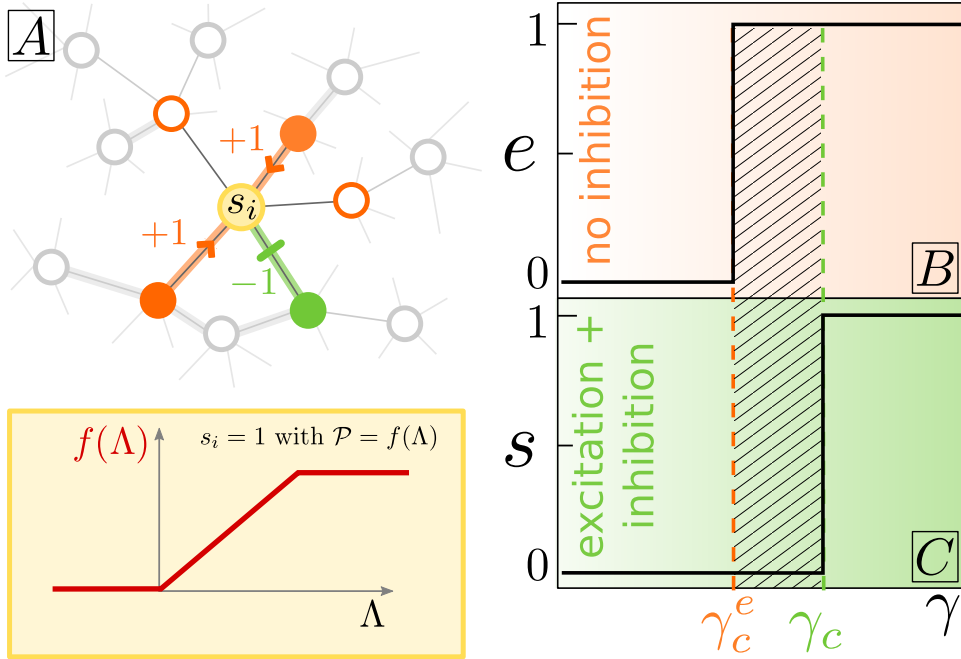 A
+1
s_i
+1
−1
f(Λ)
s_i = 1 with P = f(Λ)
Λ
1
e
0
no inhibition
B
1
s
0
excitation +
inhibition
C
γ_c^e
γ_c
γ